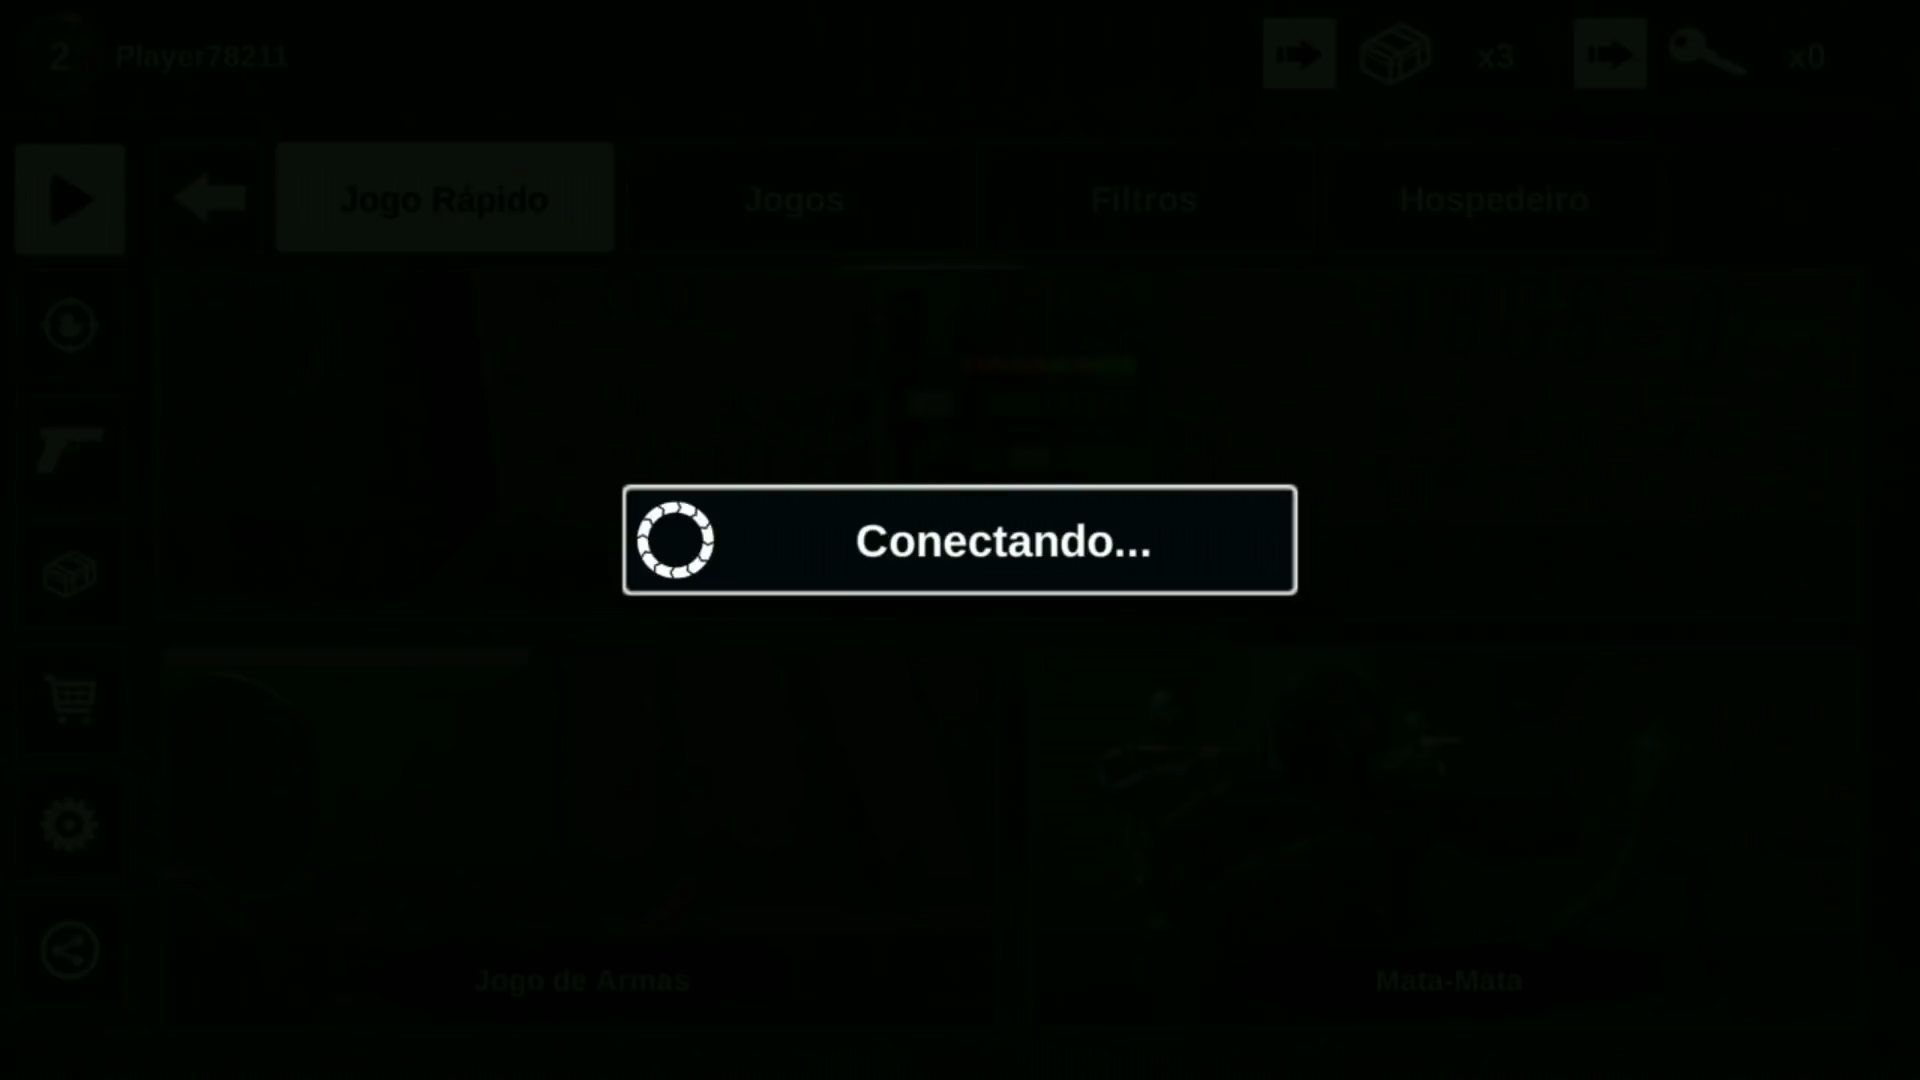 2 Player78211 x3 x0
Jogo Rápido Jogos Filtros Hospedeiro
Conectando...
Jogo de Armas Mata-Mata